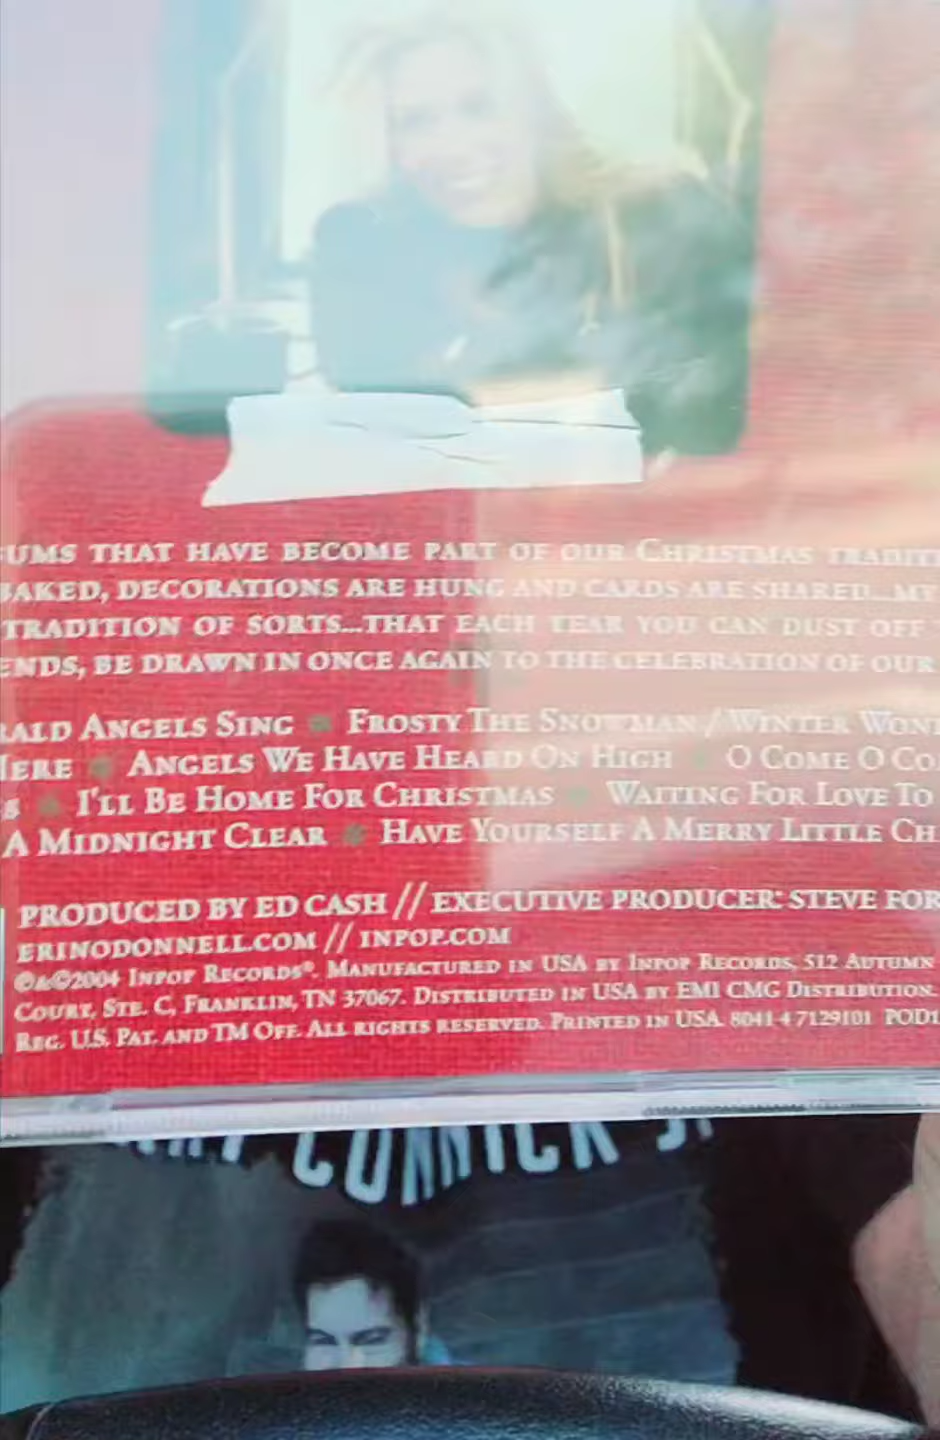 THAT HAVE BECOME PART OF OUR CHRISTMAS
BAKED, DECORATIONS ARE HUNG AND CARDS ARE SHARED...MY
TRADITION OF SORTS...THAT EACH YEAR YOU CAN DUST OFF
ENDS, BE DRAWN IN ONCE AGAIN TO THE CELEBRATION OF OUR
RALD ANGELS SING * FROSTY THE SNOWMAN / WINTER WON
HERE * ANGELS WE HAVE HEARD ON HIGH * O COME O CO
S * I'LL BE HOME FOR CHRISTMAS * WAITING FOR LOVE TO
A MIDNIGHT CLEAR * HAVE YOURSELF A MERRY LITTLE CH
PRODUCED BY ED CASH // EXECUTIVE PRODUCER: STEVE FOR
ERINODONNELL.COM // INPOP.COM
©&©2004 INPOP RECORDS®. MANUFACTURED IN USA BY INPOP RECORDS, 512 AUTUMN
COURT, STE. C, FRANKLIN, TN 37067. DISTRIBUTED IN USA BY EMI CMG DISTRIBUTION.
REG. U.S. PAT. AND TM OFF. ALL RIGHTS RESERVED. PRINTED IN USA. 8041 4 7129101 POD1
CONNICK